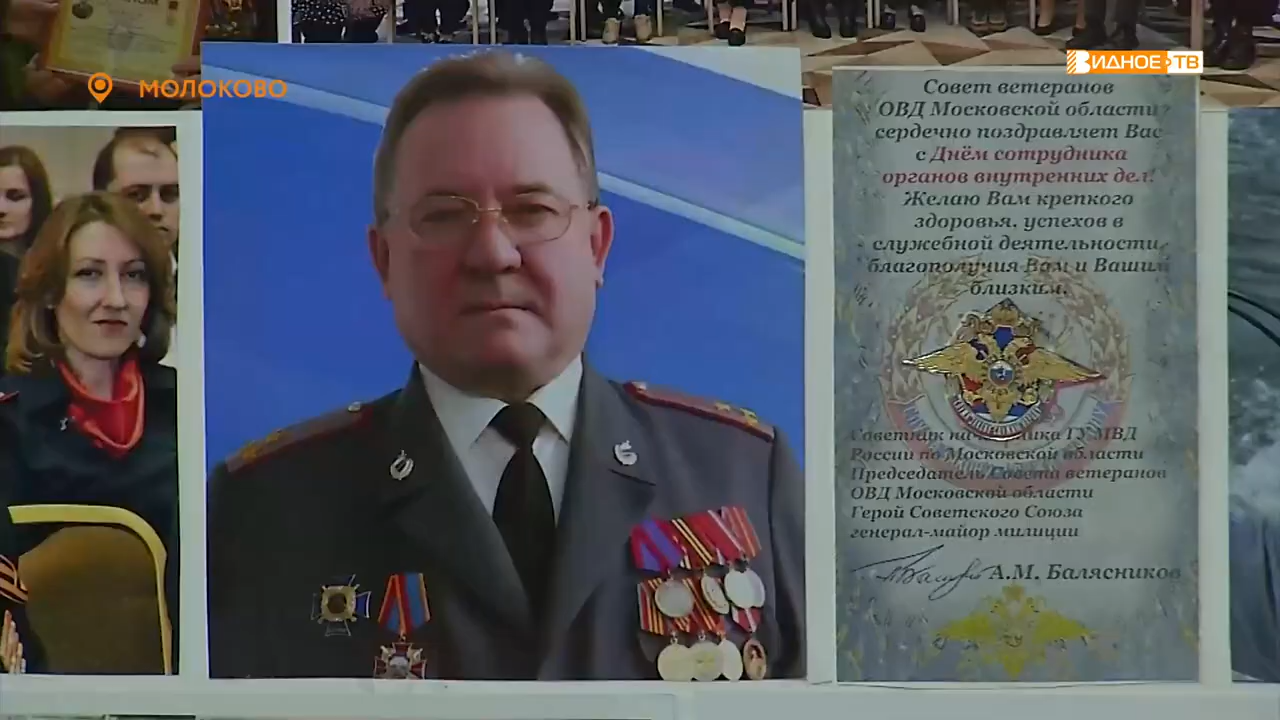 МОЛОКОВО
ВИДНОЕ ТВ
Совет ветеранов
ОВД Московской области
сердечно поздравляет Вас
с Днём сотрудника
органов внутренних дел!
Желаю Вам крепкого
здоровья, успехов в
служебной деятельности,
благополучия Вам и Вашим
близким.
Советник начальника ГУ МВД
России по Московской области
Председатель Совета ветеранов
ОВД Московской области
Герой Советского Союза
генерал-майор милиции
А.М. Балясников